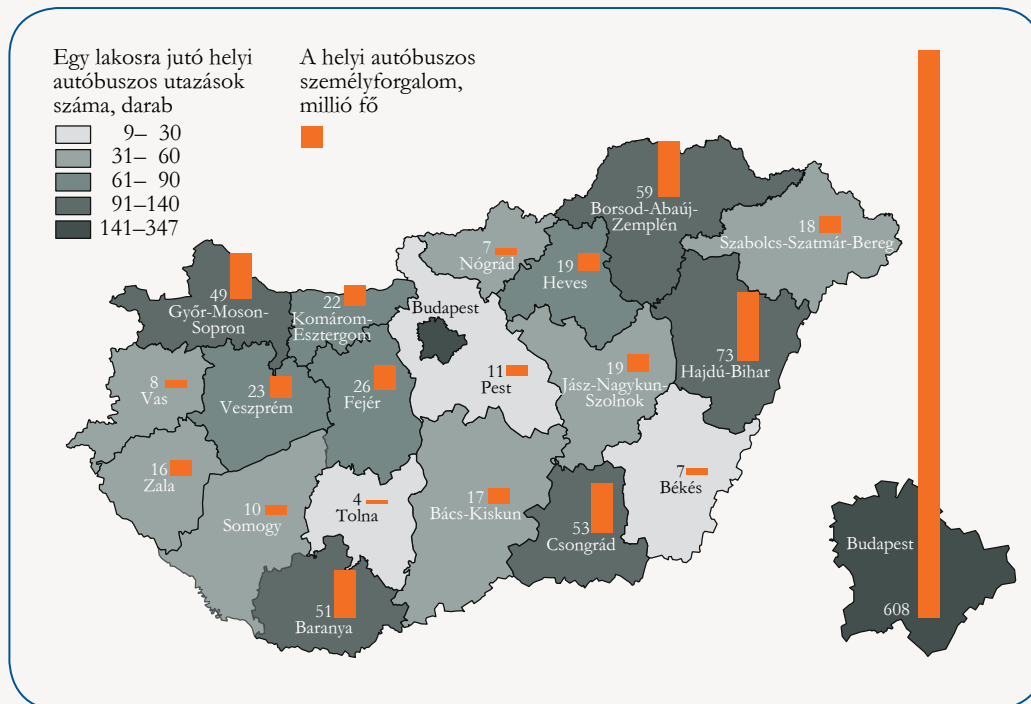 Egy lakosra jutó helyi
autóbuszos utazások
száma, darab
9– 30
31– 60
61– 90
91–140
141–347
A helyi autóbuszos
személyforgalom,
millió fő
59
Borsod-Abaúj-
Zemplén
18
Szabolcs-Szatmár-Bereg
7
Nógrád
19
Heves
49
Győr-Moson-
Sopron
22
Komárom-
Esztergom
Budapest
73
Hajdú-Bihar
11
Pest
19
Jász-Nagykun-
Szolnok
8
Vas
23
Veszprém
26
Fejér
16
Zala
10
Somogy
4
Tolna
17
Bács-Kiskun
53
Csongrád
7
Békés
51
Baranya
Budapest
608